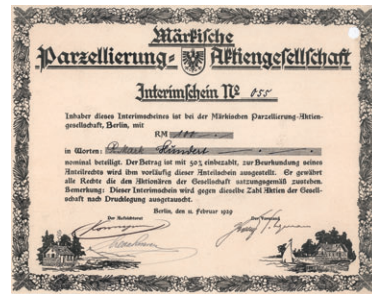 Märkische
Parzellierung- Aktiengesellschaft
Interimschein № 055
Inhaber dieses Interimscheines ist bei der Märkischen Parzellierung-Aktien-
gesellschaft, Berlin, mit
RM 100
in Worten: R.Mark Hundert
nominal beteiligt. Der Betrag ist mit 50% einbezahlt, zur Beurkundung seines
Anteilrechts wird ihm vorläufig dieser Anteilschein ausgestellt. Er gewährt
alle Rechte die den Aktionären der Gesellschaft satzungsgemäß zustehen.
Bemerkung: Dieser Interimschein wird gegen dieselbe Zahl Aktien der Gesell-
schaft nach Drucklegung ausgetauscht.
Berlin, den 11. Februar 1929
Der Aufsichtsrat
Der Vorstand